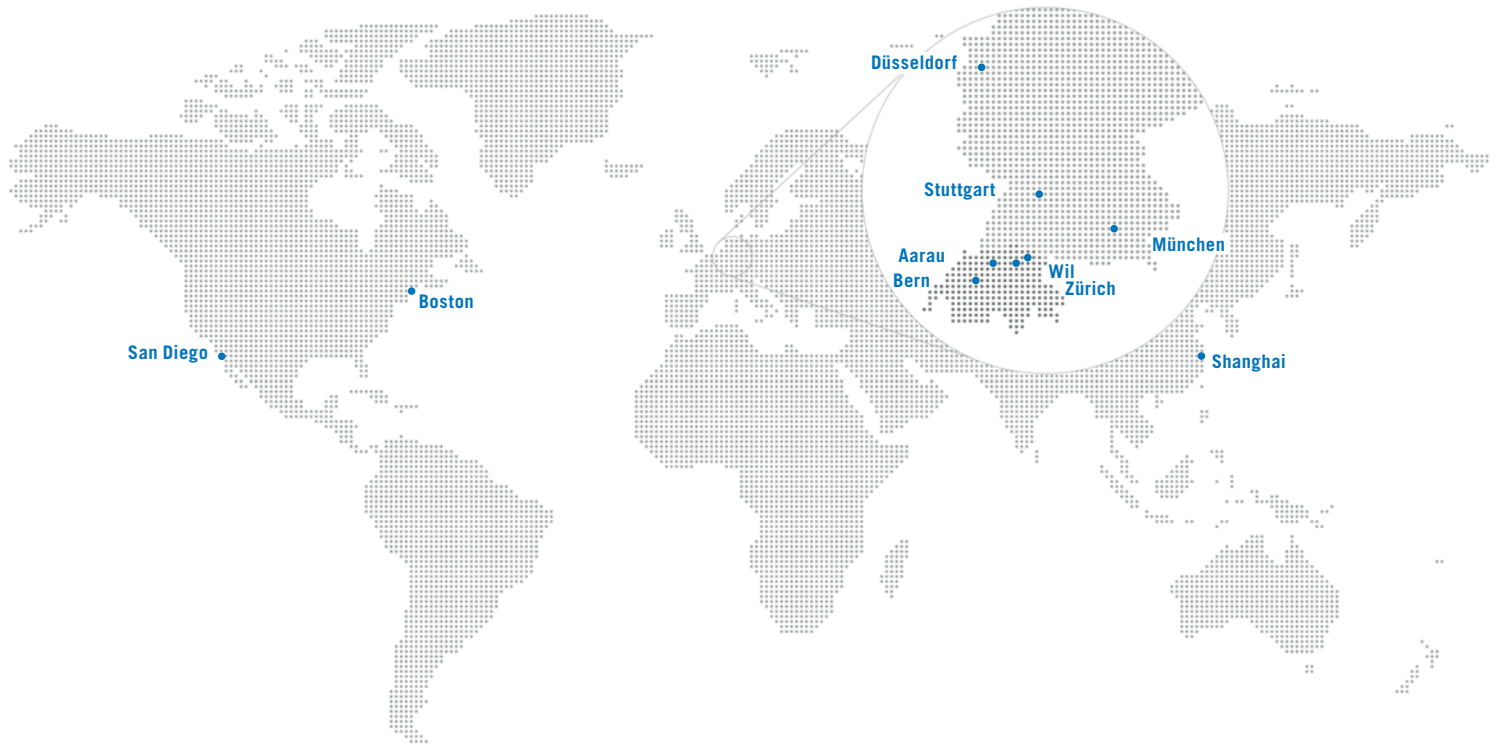 Düsseldorf
Stuttgart
München
Aarau
Wil
Bern
Zürich
Boston
San Diego
Shanghai